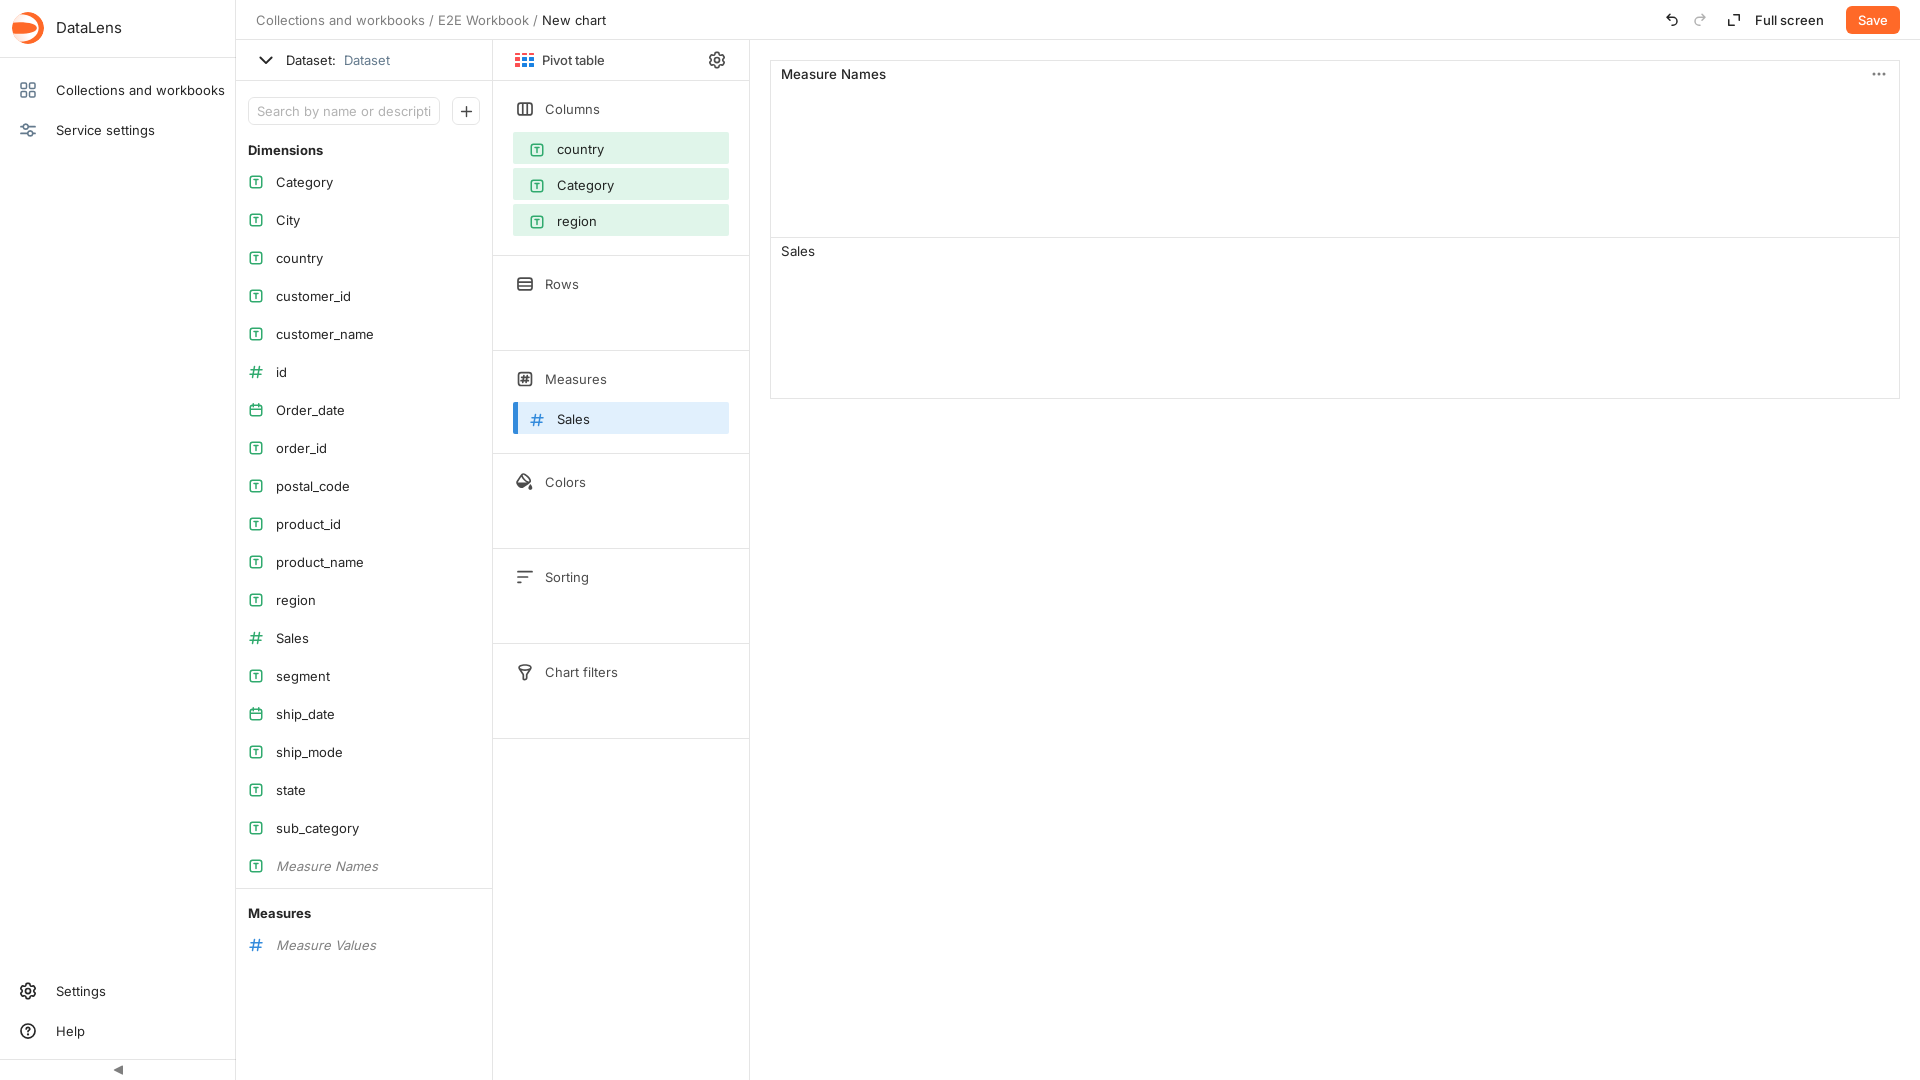 DataLens
Collections and workbooks
Service settings
Settings
Help
Collections and workbooks / E2E Workbook / New chart
Full screen
Save
Dataset: Dataset
Search by name or descripti
Dimensions
Category
City
country
customer_id
customer_name
id
Order_date
order_id
postal_code
product_id
product_name
region
Sales
segment
ship_date
ship_mode
state
sub_category
Measure Names
Measures
Measure Values
Pivot table
Columns
country
Category
region
Rows
Measures
Sales
Colors
Sorting
Chart filters
Measure Names
Sales